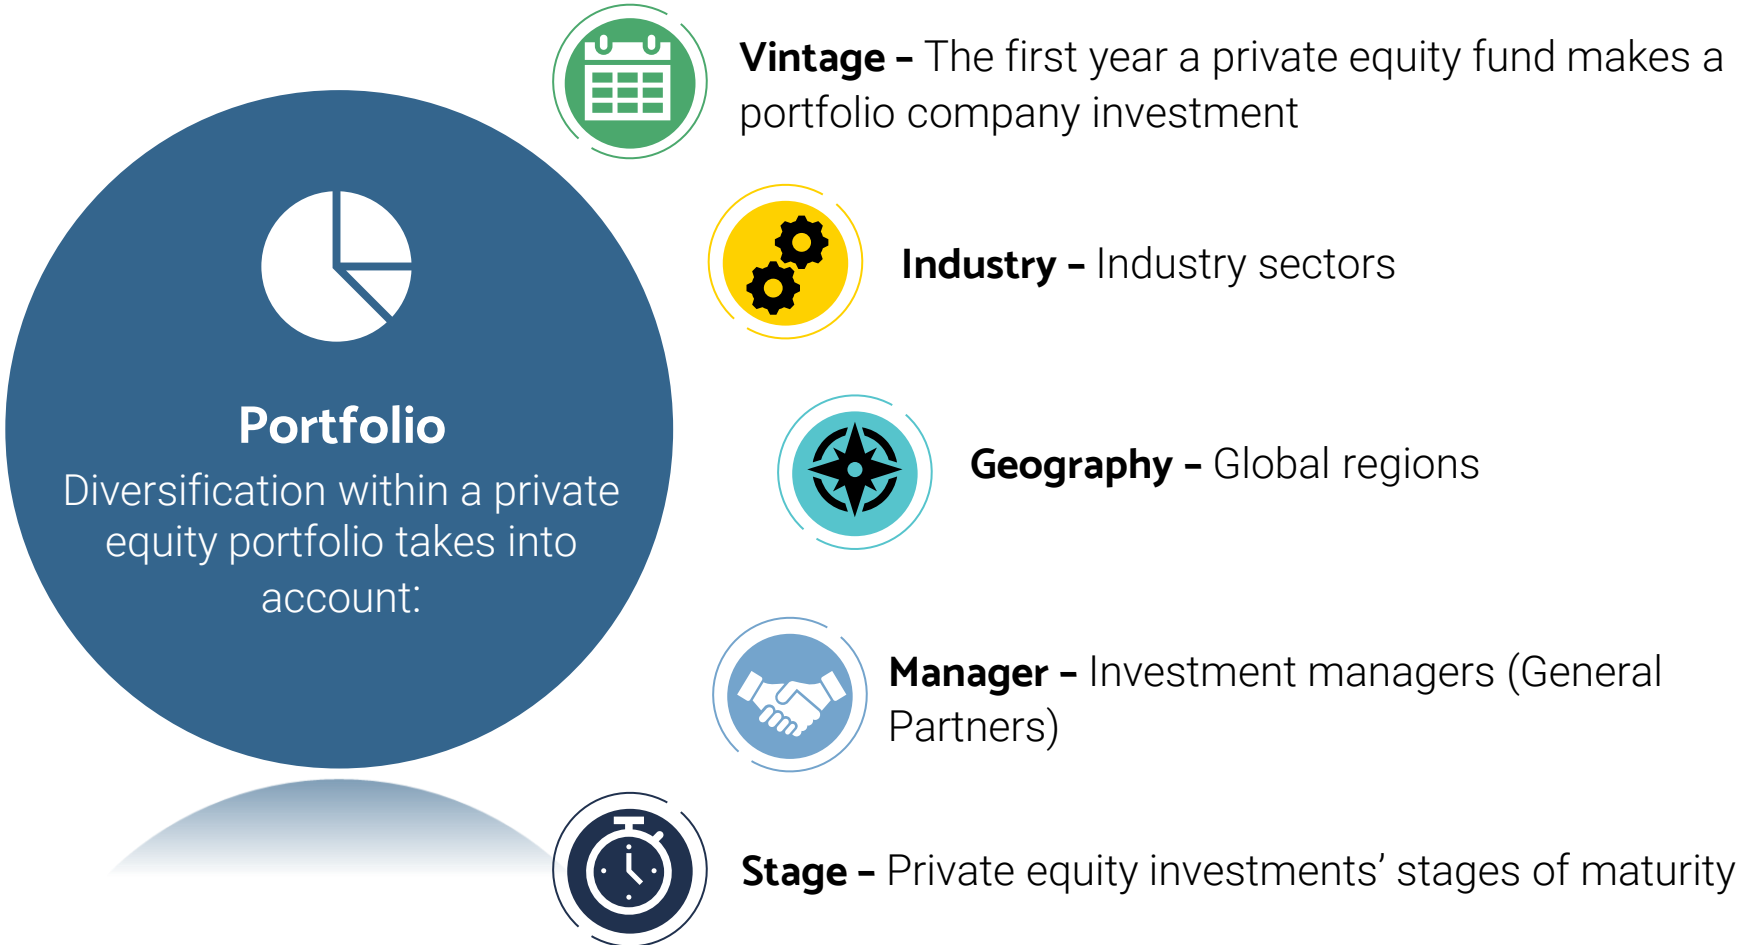 Portfolio
Diversification within a private
equity portfolio takes into
account:
Vintage – The first year a private equity fund makes a
portfolio company investment
Industry – Industry sectors
Geography – Global regions
Manager – Investment managers (General
Partners)
Stage – Private equity investments’ stages of maturity